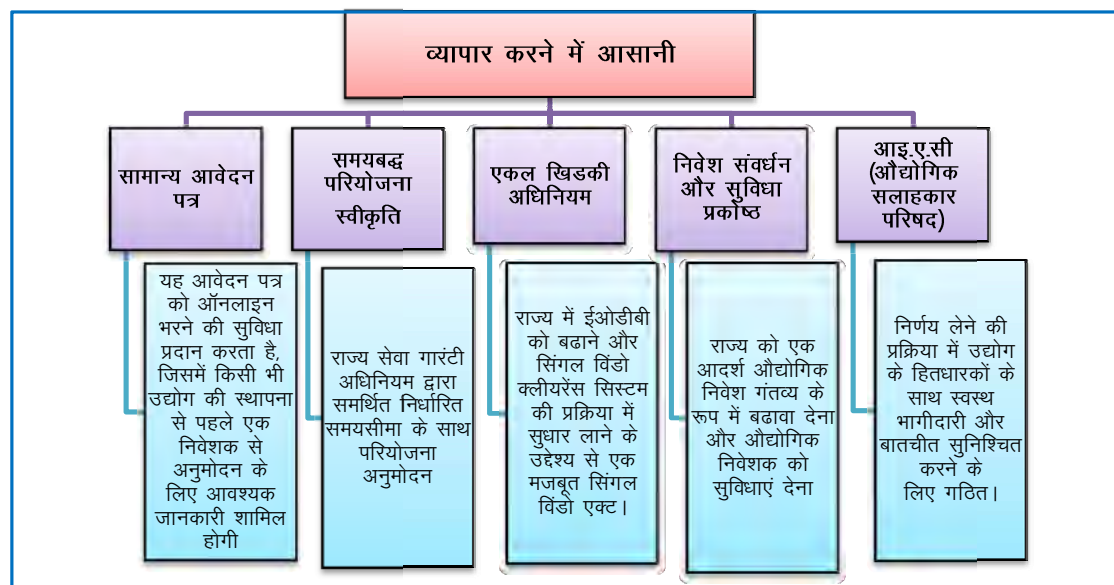 व्यापार करने में आसानी
सामान्य आवेदन
पत्र
यह आवेदन पत्र
को ऑनलाइन
भरने की सुविधा
प्रदान करता है,
जिसमें किसी भी
उद्योग की स्थापना
से पहले एक
निवेशक से
अनुमोदन के
लिए आवश्यक
जानकारी शामिल
होगी
समयबद्ध
परियोजना
स्वीकृति
राज्य सेवा गारंटी
अधिनियम द्वारा
समर्थित निर्धारित
समयसीमा के साथ
परियोजना
अनुमोदन
एकल खिडकी
अधिनियम
राज्य में ईओडीबी
को बढाने और
सिंगल विंडो
क्लीयरेंस सिस्टम
की प्रक्रिया में
सुधार लाने के
उद्देश्य से एक
मजबूत सिंगल
विंडो एक्ट।
निवेश संवर्धन
और सुविधा
प्रकोष्ठ
राज्य को एक
आदर्श औद्योगिक
निवेश गंतव्य के
रूप में बढावा देना
और औद्योगिक
निवेशक को
सुविधाएं देना
आइ.ए.सी
(औद्योगिक
सलाहकार
परिषद)
निर्णय लेने की
प्रक्रिया में उद्योग
के हितधारकों के
साथ स्वस्थ
भागीदारी और
बातचीत सुनिश्चित
करने के
लिए गठित।